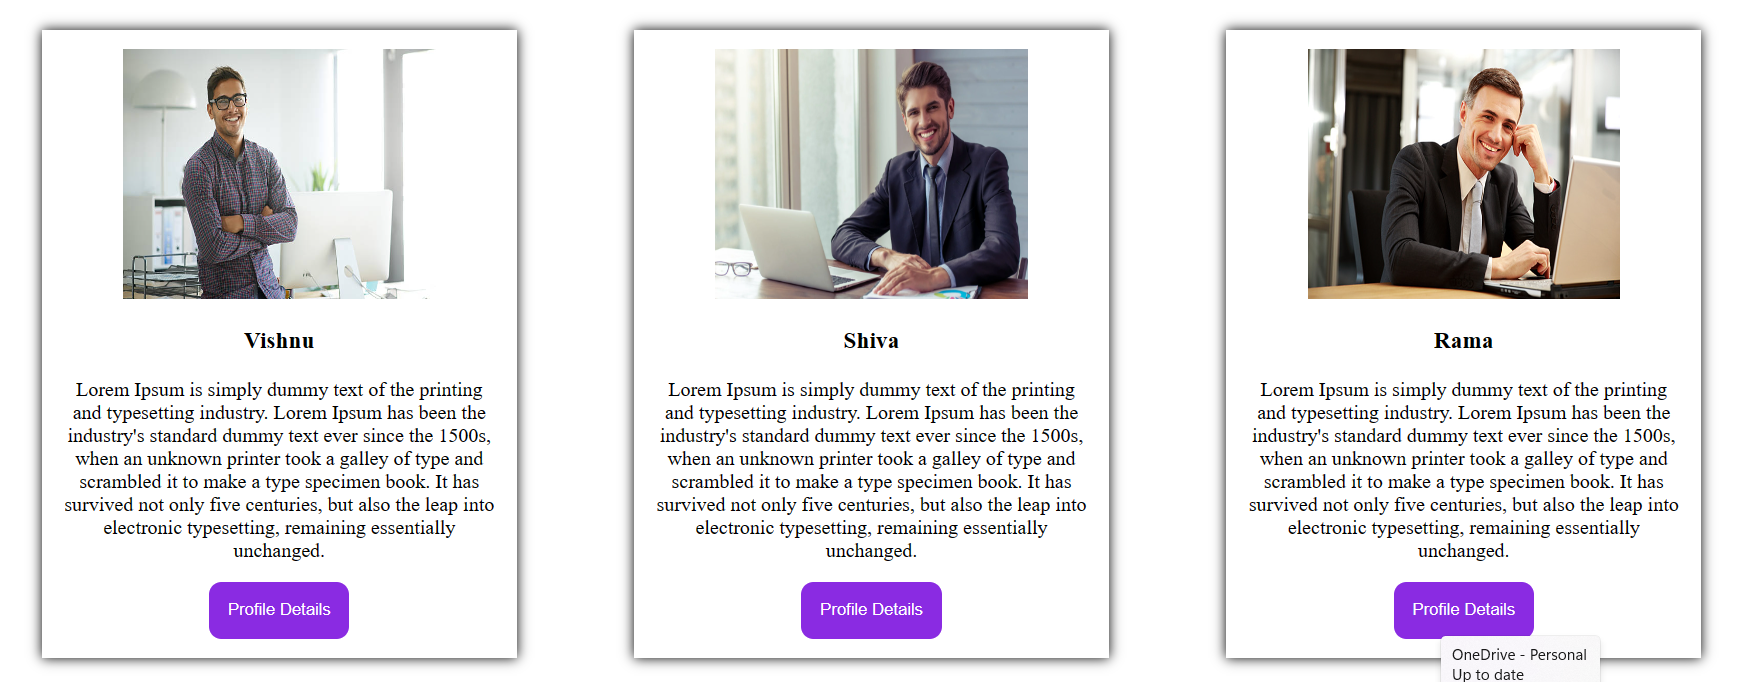 Vishnu
Lorem Ipsum is simply dummy text of the printing
and typesetting industry. Lorem Ipsum has been the
industry's standard dummy text ever since the 1500s,
when an unknown printer took a galley of type and
scrambled it to make a type specimen book. It has
survived not only five centuries, but also the leap into
electronic typesetting, remaining essentially
unchanged.
Profile Details
Shiva
Lorem Ipsum is simply dummy text of the printing
and typesetting industry. Lorem Ipsum has been the
industry's standard dummy text ever since the 1500s,
when an unknown printer took a galley of type and
scrambled it to make a type specimen book. It has
survived not only five centuries, but also the leap into
electronic typesetting, remaining essentially
unchanged.
Profile Details
Rama
Lorem Ipsum is simply dummy text of the printing
and typesetting industry. Lorem Ipsum has been the
industry's standard dummy text ever since the 1500s,
when an unknown printer took a galley of type and
scrambled it to make a type specimen book. It has
survived not only five centuries, but also the leap into
electronic typesetting, remaining essentially
unchanged.
Profile Details
OneDrive - Personal
Up to date